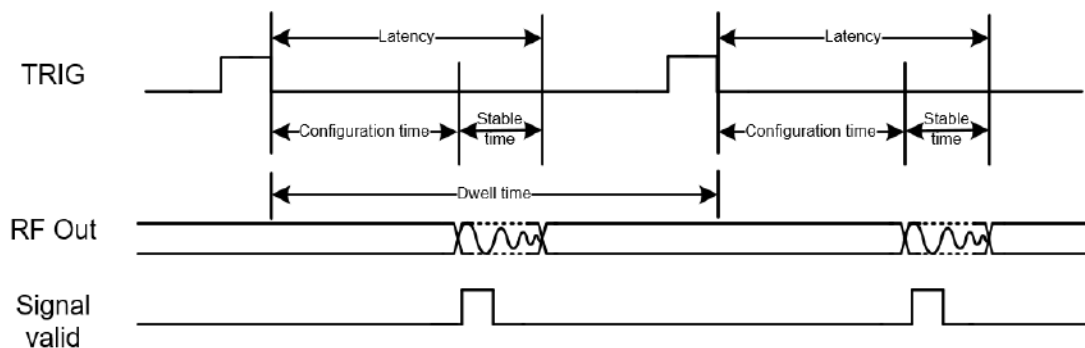 Latency
Latency
TRIG
Configuration time
Stable
time
Configuration time
Stable
time
Dwell time
RF Out
Signal
valid